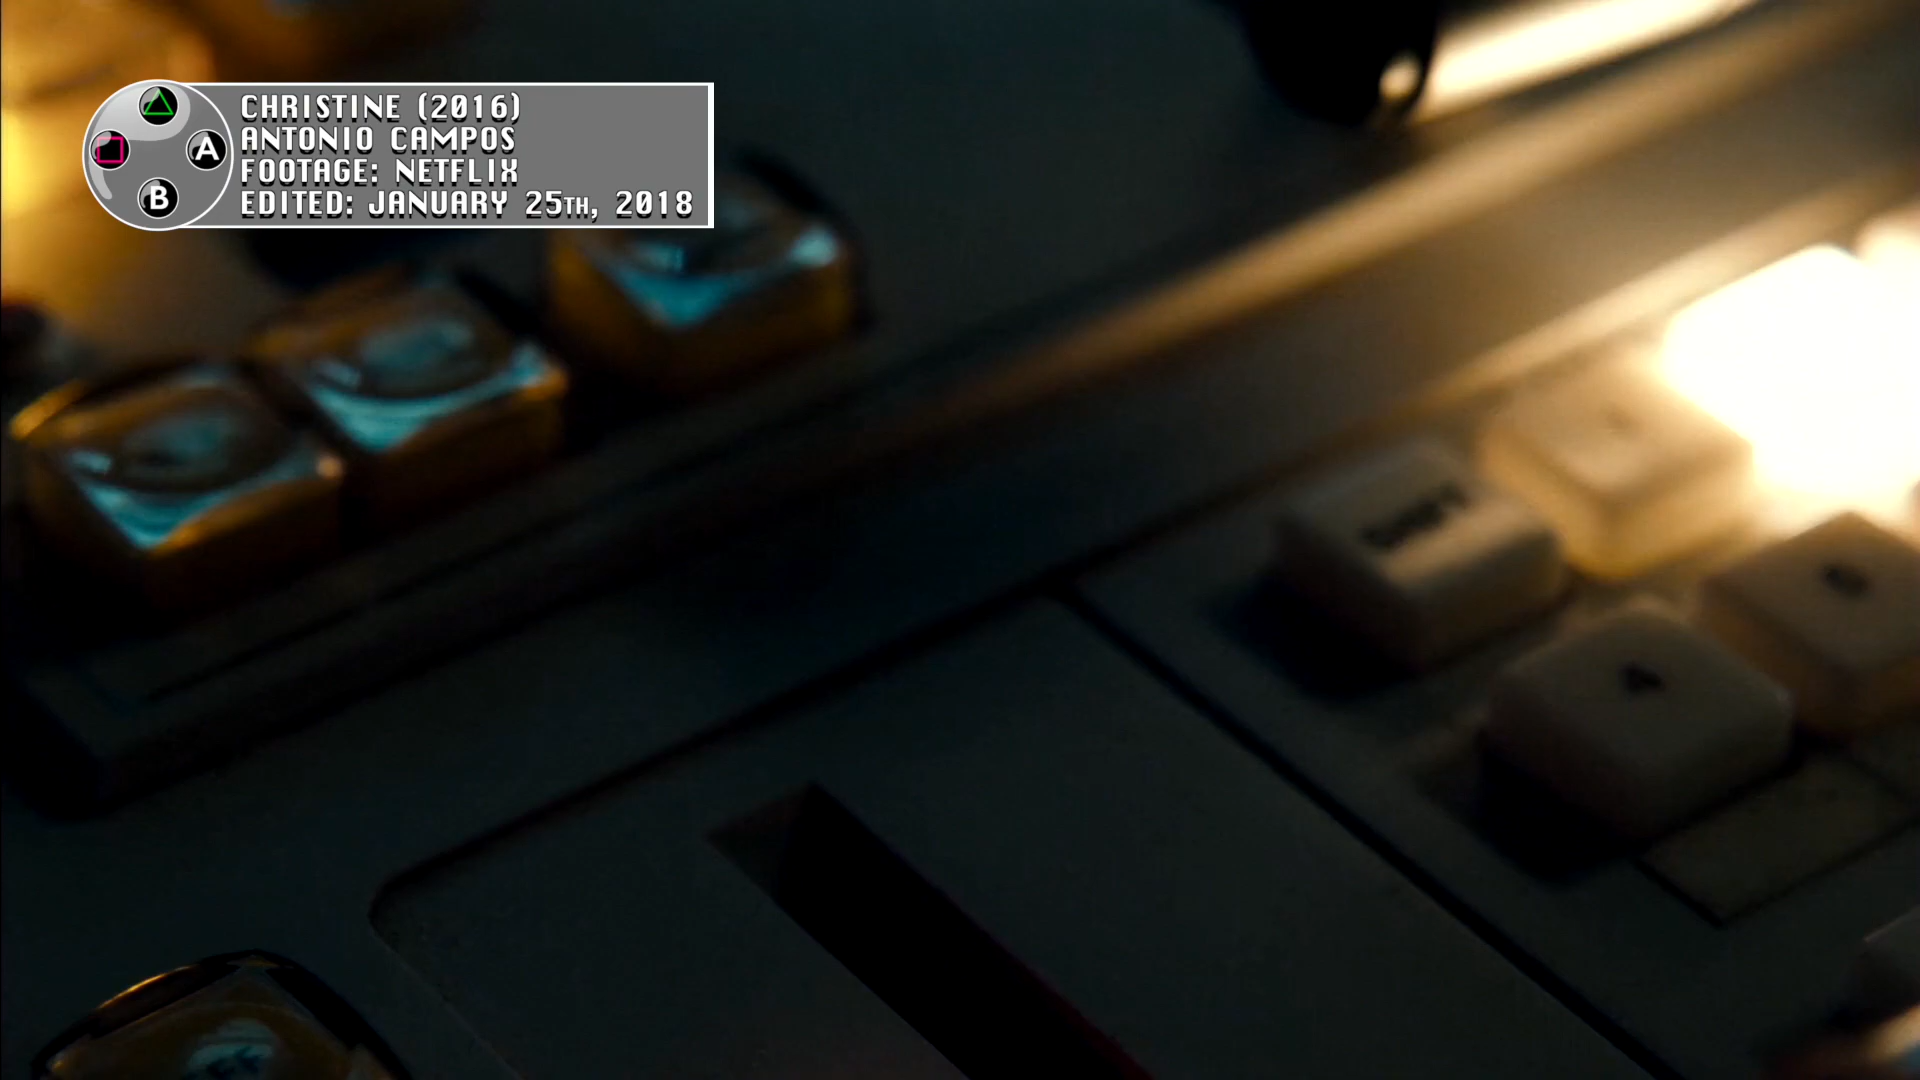 CHRISTINE (2016)
ANTONIO CAMPOS
FOOTAGE: NETFLIX
EDITED: JANUARY 25TH, 2018
A
B